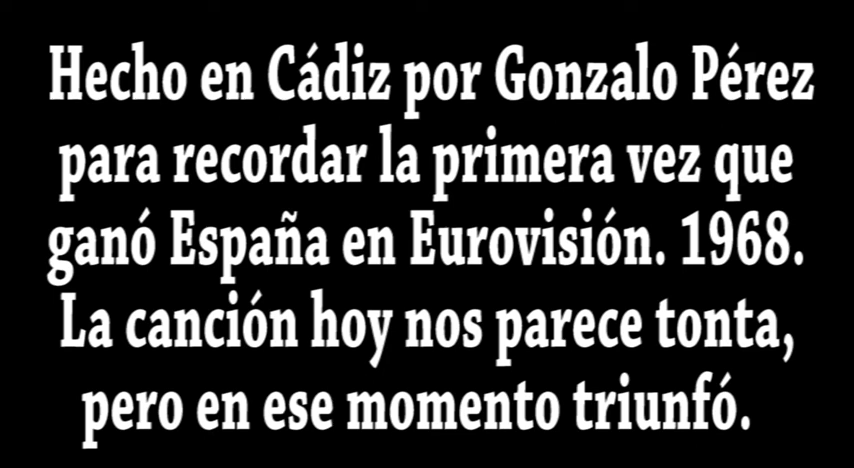 Hecho en Cádiz por Gonzalo Pérez
para recordar la primera vez que
ganó España en Eurovisión. 1968.
La canción hoy nos parece tonta,
pero en ese momento triunfó.